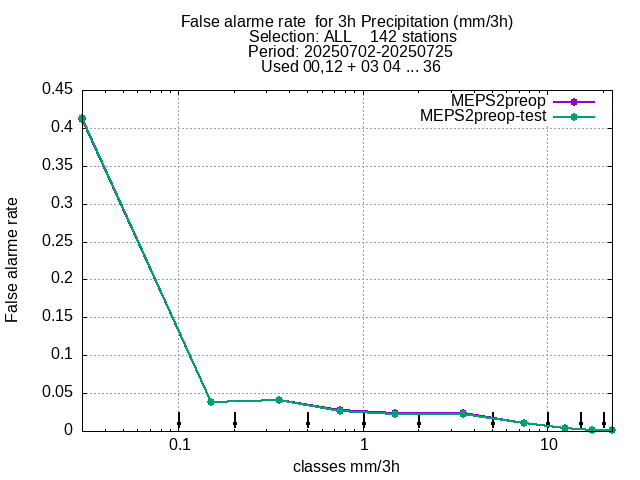 False alarme rate  for 3h Precipitation (mm/3h)
Selection: ALL    142 stations
Period: 20250702-20250725
Used 00,12 + 03 04 ... 36
MEPS2preop
MEPS2preop-test
0.45
0.4
0.35
0.3
0.25
0.2
0.15
0.1
0.05
0
False alarme rate
0.1
1
10
classes mm/3h